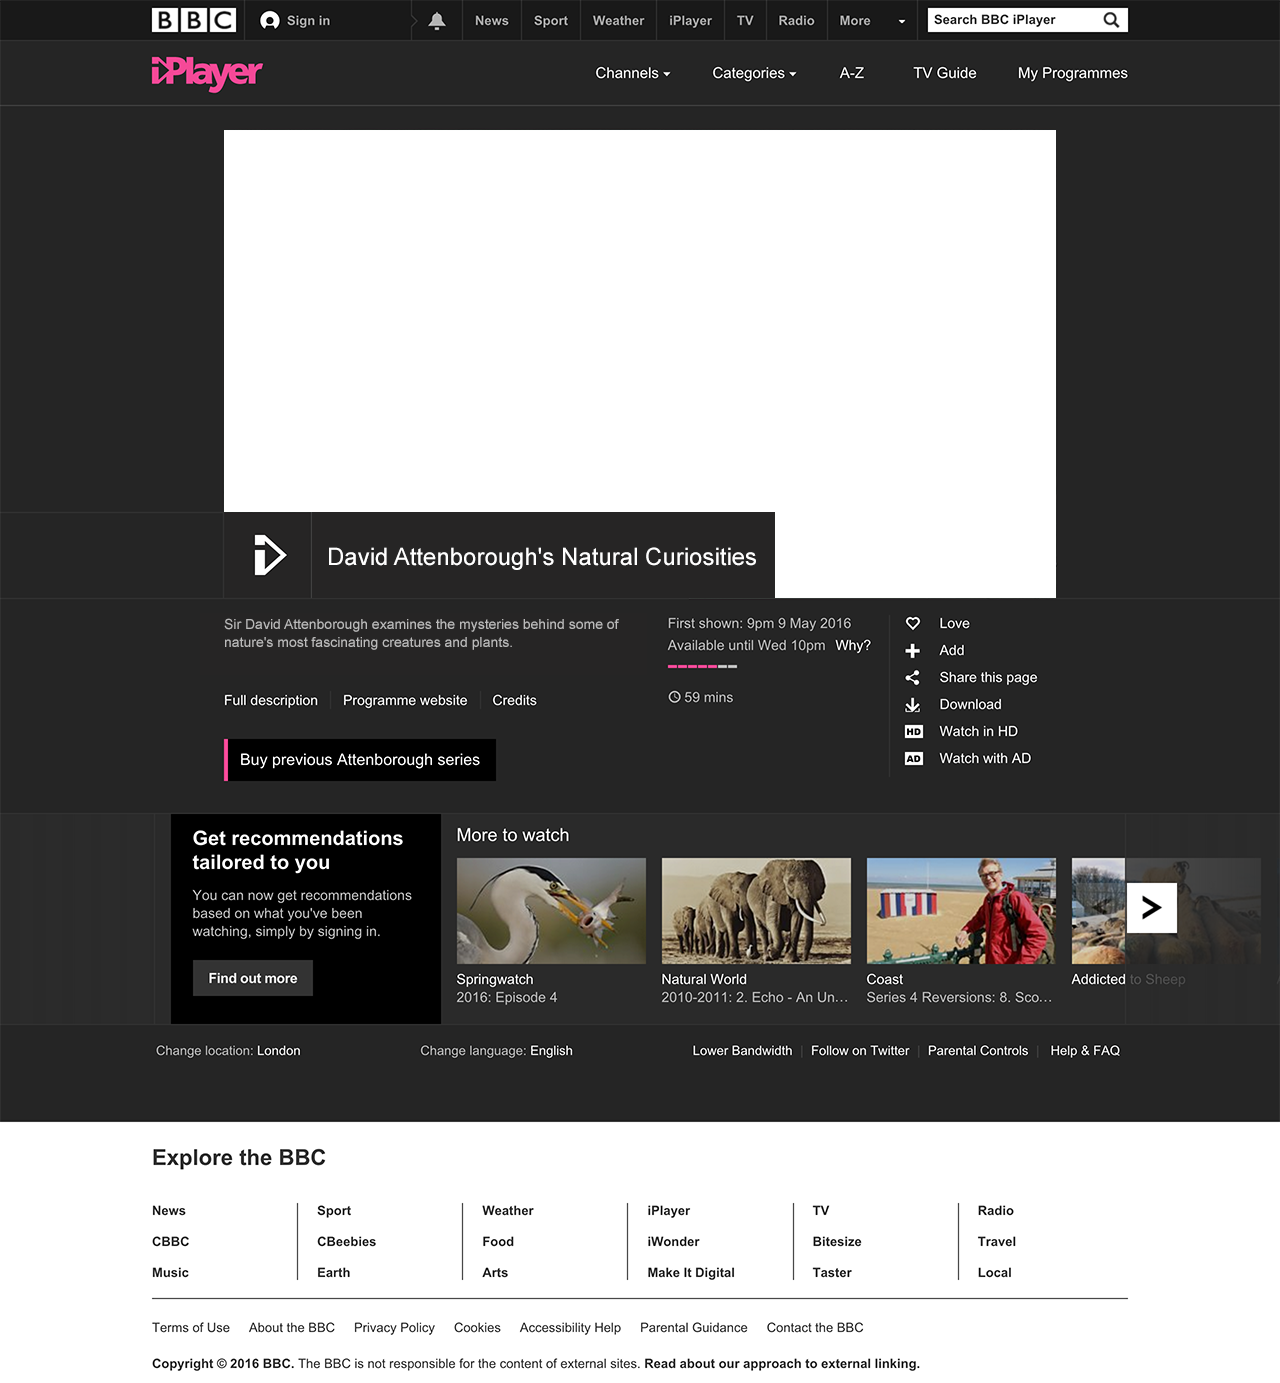 BBC Sign in News Sport Weather iPlayer TV Radio More Search BBC iPlayer
iPlayer Channels Categories A-Z TV Guide My Programmes
David Attenborough's Natural Curiosities
Sir David Attenborough examines the mysteries behind some of
nature's most fascinating creatures and plants.
Full description Programme website Credits
Buy previous Attenborough series
First shown: 9pm 9 May 2016
Available until Wed 10pm Why?
59 mins
Love
Add
Share this page
Download
HD Watch in HD
AD Watch with AD
Get recommendations
tailored to you
You can now get recommendations
based on what you've been
watching, simply by signing in.
Find out more
More to watch
Springwatch
2016: Episode 4
Natural World
2010-2011: 2. Echo - An Un...
Coast
Series 4 Reversions: 8. Sco...
Addicted to Sheep
Change location: London Change language: English Lower Bandwidth Follow on Twitter Parental Controls Help & FAQ
Explore the BBC
News Sport Weather iPlayer TV Radio
CBBC CBeebies Food iWonder Bitesize Travel
Music Earth Arts Make It Digital Taster Local
Terms of Use About the BBC Privacy Policy Cookies Accessibility Help Parental Guidance Contact the BBC
Copyright © 2016 BBC. The BBC is not responsible for the content of external sites. Read about our approach to external linking.